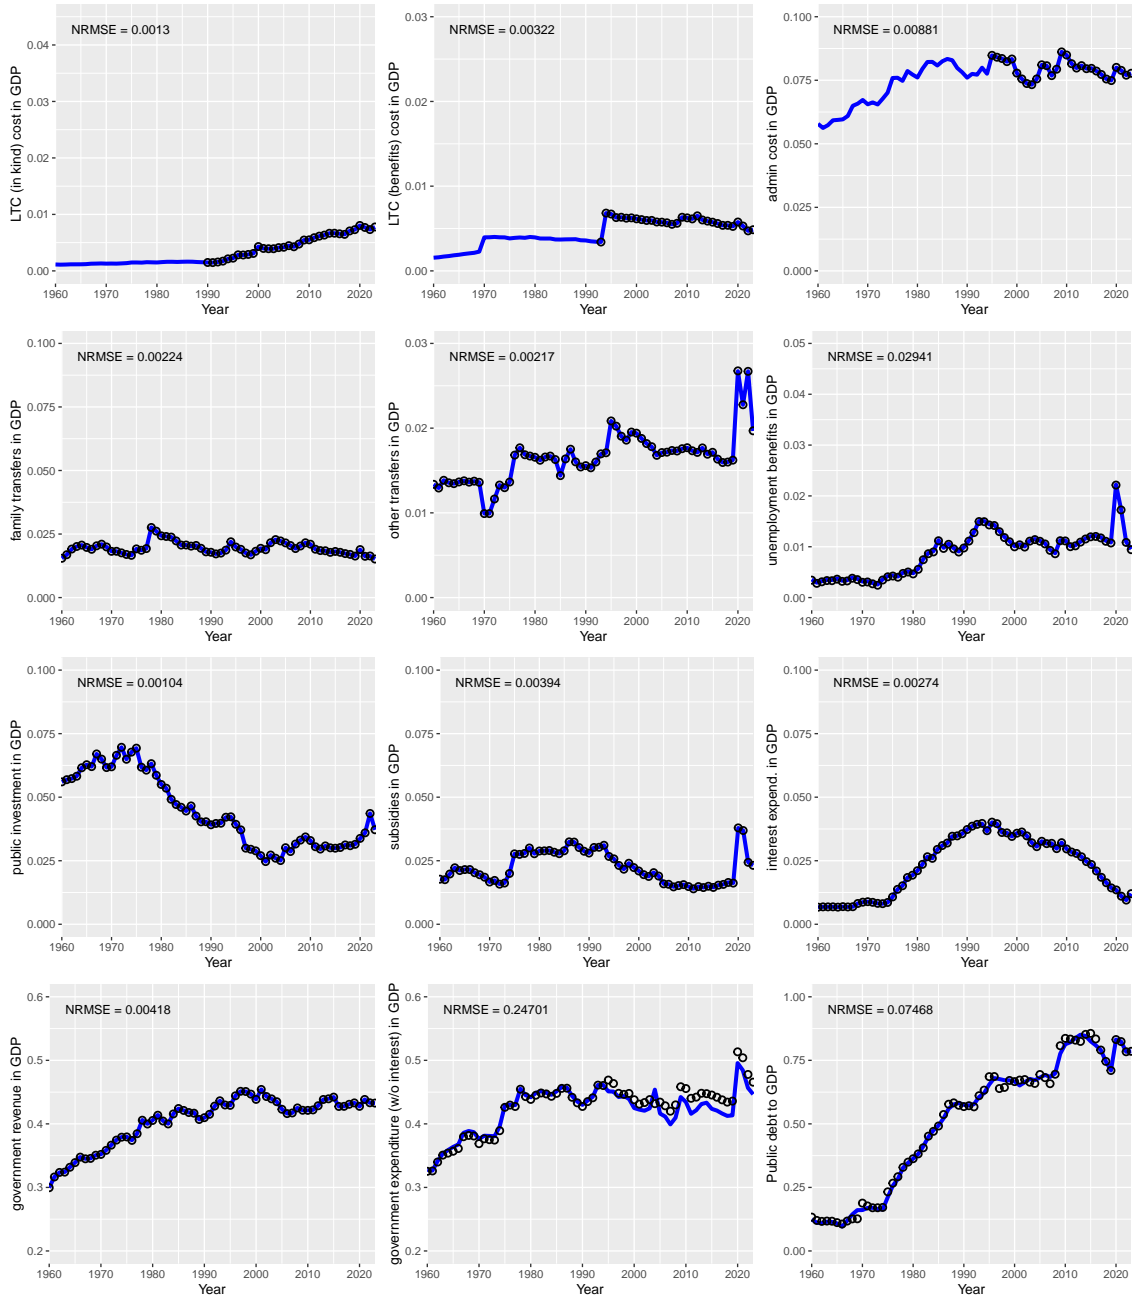 NRMSE = 0.0013
LTC (in kind) cost in GDP
0.04
0.03
0.02
0.01
0.00
1960 1970 1980 1990 2000 2010 2020
Year
NRMSE = 0.00322
LTC (benefits) cost in GDP
0.03
0.02
0.01
0.00
1960 1970 1980 1990 2000 2010 2020
Year
NRMSE = 0.00881
admin cost in GDP
0.100
0.075
0.050
0.025
0.000
1960 1970 1980 1990 2000 2010 2020
Year
NRMSE = 0.00224
family transfers in GDP
0.100
0.075
0.050
0.025
0.000
1960 1970 1980 1990 2000 2010 2020
Year
NRMSE = 0.00217
other transfers in GDP
0.03
0.02
0.01
0.00
1960 1970 1980 1990 2000 2010 2020
Year
NRMSE = 0.02941
unemployment benefits in GDP
0.05
0.04
0.03
0.02
0.01
0.00
1960 1970 1980 1990 2000 2010 2020
Year
NRMSE = 0.00104
public investment in GDP
0.100
0.075
0.050
0.025
0.000
1960 1970 1980 1990 2000 2010 2020
Year
NRMSE = 0.00394
subsidies in GDP
0.100
0.075
0.050
0.025
0.000
1960 1970 1980 1990 2000 2010 2020
Year
NRMSE = 0.00274
interest expend. in GDP
0.100
0.075
0.050
0.025
0.000
1960 1970 1980 1990 2000 2010 2020
Year
NRMSE = 0.00418
government revenue in GDP
0.6
0.5
0.4
0.3
0.2
1960 1970 1980 1990 2000 2010 2020
Year
NRMSE = 0.24701
government expenditure (w/o interest) in GDP
0.6
0.5
0.4
0.3
0.2
1960 1970 1980 1990 2000 2010 2020
Year
NRMSE = 0.07468
Public debt to GDP
1.00
0.75
0.50
0.25
0.00
1960 1970 1980 1990 2000 2010 2020
Year